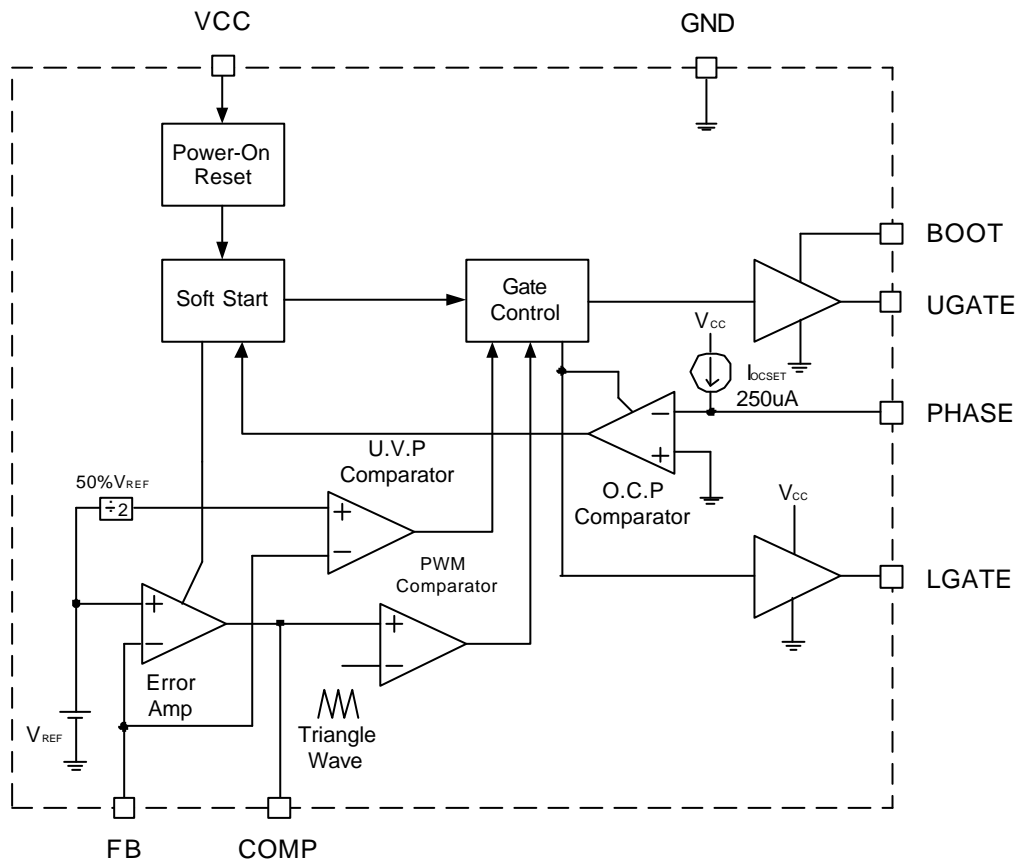 VCC
GND
Power-On
Reset
BOOT
Soft Start
Gate
Control
UGATE
VCC
IOCSET
250uA
PHASE
U.V.P
Comparator
50%VREF
÷2
O.C.P
Comparator
VCC
PWM
Comparator
LGATE
Error
Amp
VREF
Triangle
Wave
FB
COMP